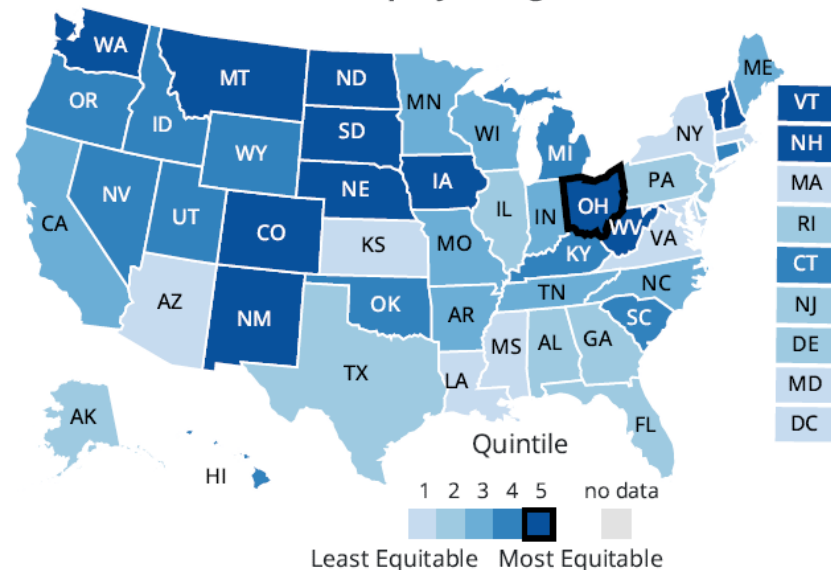 WA
MT
ND
MN
ME
OR
ID
SD
WI
NY
VT
WY
MI
NH
NE
IA
PA
MA
NV
IL
IN
OH
RI
CA
UT
CO
KS
MO
WV
VA
KY
CT
AZ
NM
OK
AR
TN
NC
NJ
SC
DE
TX
LA
MS
AL
GA
MD
AK
FL
DC
HI
Quintile
1 2 3 4 5 no data
Least Equitable Most Equitable